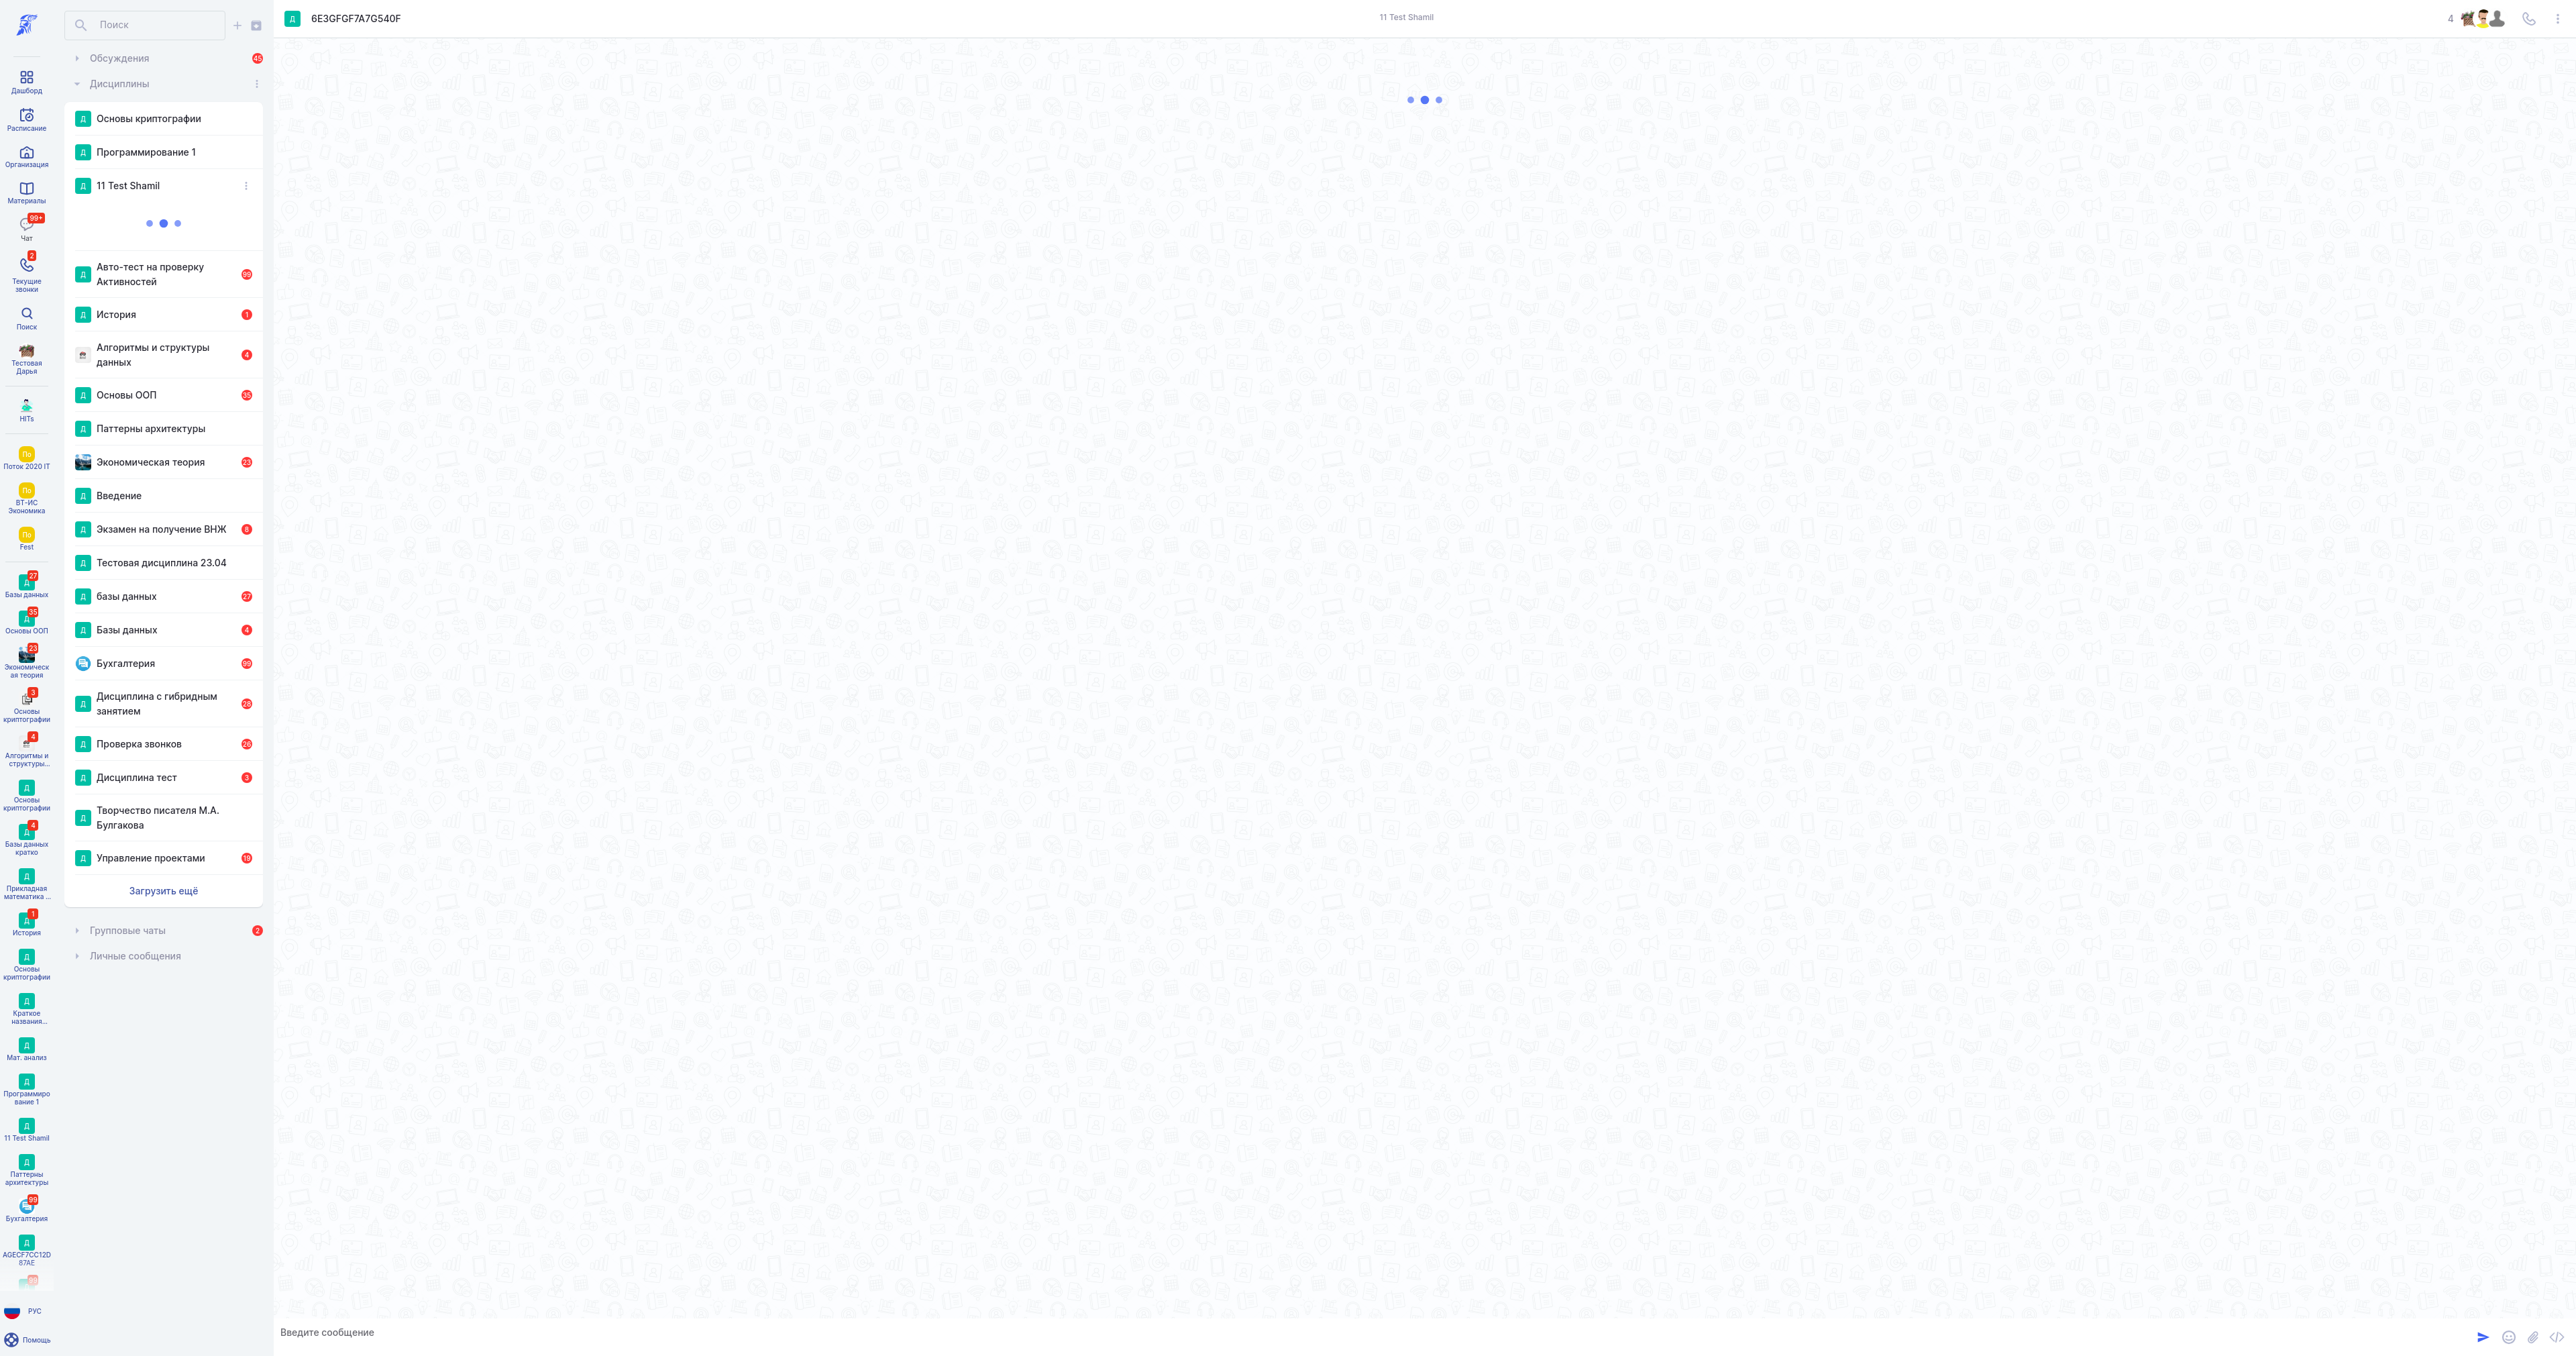 Дашборд
Расписание
Организация
Материалы
99+
Чат
2
Текущие
звонки
Поиск
Тестовая
Дарья
HITs
По
Поток 2020 IT
По
ВТ-ИС
Экономика
По
Fest
27
Д
Базы данных
35
Д
Основы ООП
23
Экономическ
ая теория
3
Основы
криптографии
4
Алгоритмы и
структуры...
Д
Основы
криптографии
4
Д
Базы данных
кратко
Д
Прикладная
математика ...
1
Д
История
Д
Основы
криптографии
Д
Краткое
названия...
Д
Мат. анализ
Д
Программиро
вание 1
Д
11 Test Shamil
Д
Паттерны
архитектуры
99
Бухгалтерия
Д
AGECF7CC12D
87AE
99
РУС
Помощь
Поиск
Обсуждения 45
Дисциплины
Д Основы криптографии
Д Программирование 1
Д 11 Test Shamil
Д Авто-тест на проверку
Активностей 99
Д История 1
Алгоритмы и структуры
данных 4
Д Основы ООП 35
Д Паттерны архитектуры
Экономическая теория 23
Д Введение
Д Экзамен на получение ВНЖ 8
Д Тестовая дисциплина 23.04
Д базы данных 27
Д Базы данных 4
Бухгалтерия 99
Д Дисциплина с гибридным
занятием 28
Д Проверка звонков 26
Д Дисциплина тест 3
Д Творчество писателя М.А.
Булгакова
Д Управление проектами 19
Загрузить ещё
Групповые чаты 2
Личные сообщения
Д 6E3GFGF7A7G540F
11 Test Shamil
4
Введите сообщение